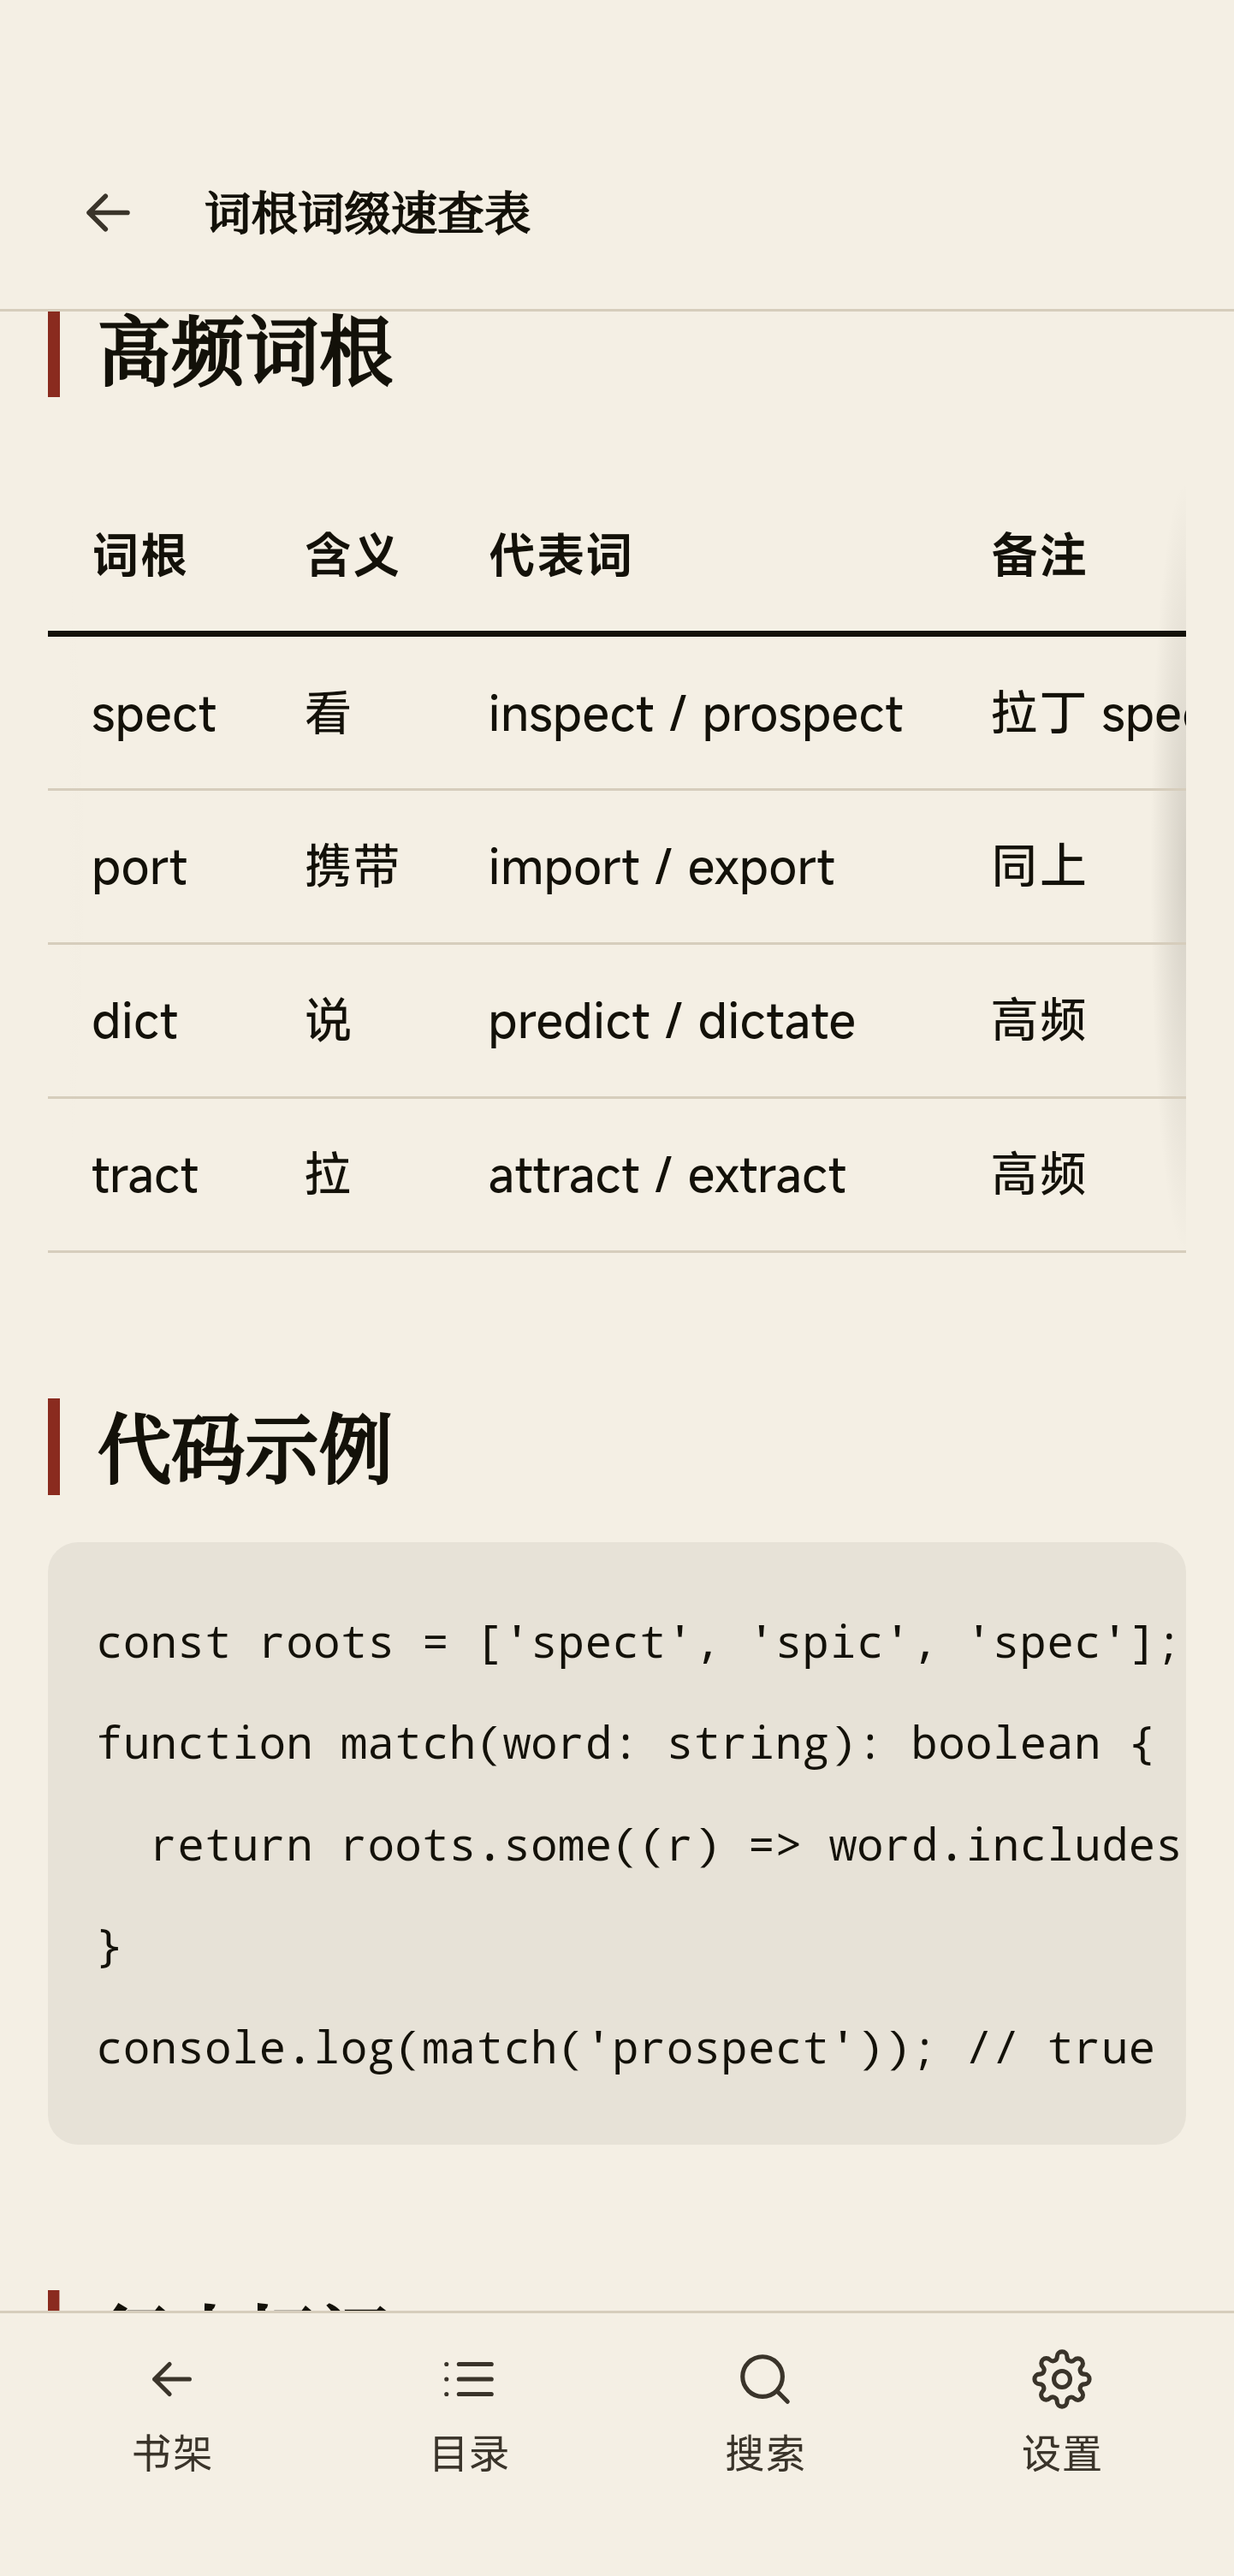 词根词缀速查表
高频词根
词根 含义 代表词 备注
spect 看 inspect / prospect 拉丁
port 携带 import / export 同上
dict 说 predict / dictate 高频
tract 拉 attract / extract 高频
代码示例
const roots = ['spect', 'spic', 'spec'];
function match(word: string): boolean {
  return roots.some((r) => word.includes
}
console.log(match('prospect')); // true
书架 目录 搜索 设置